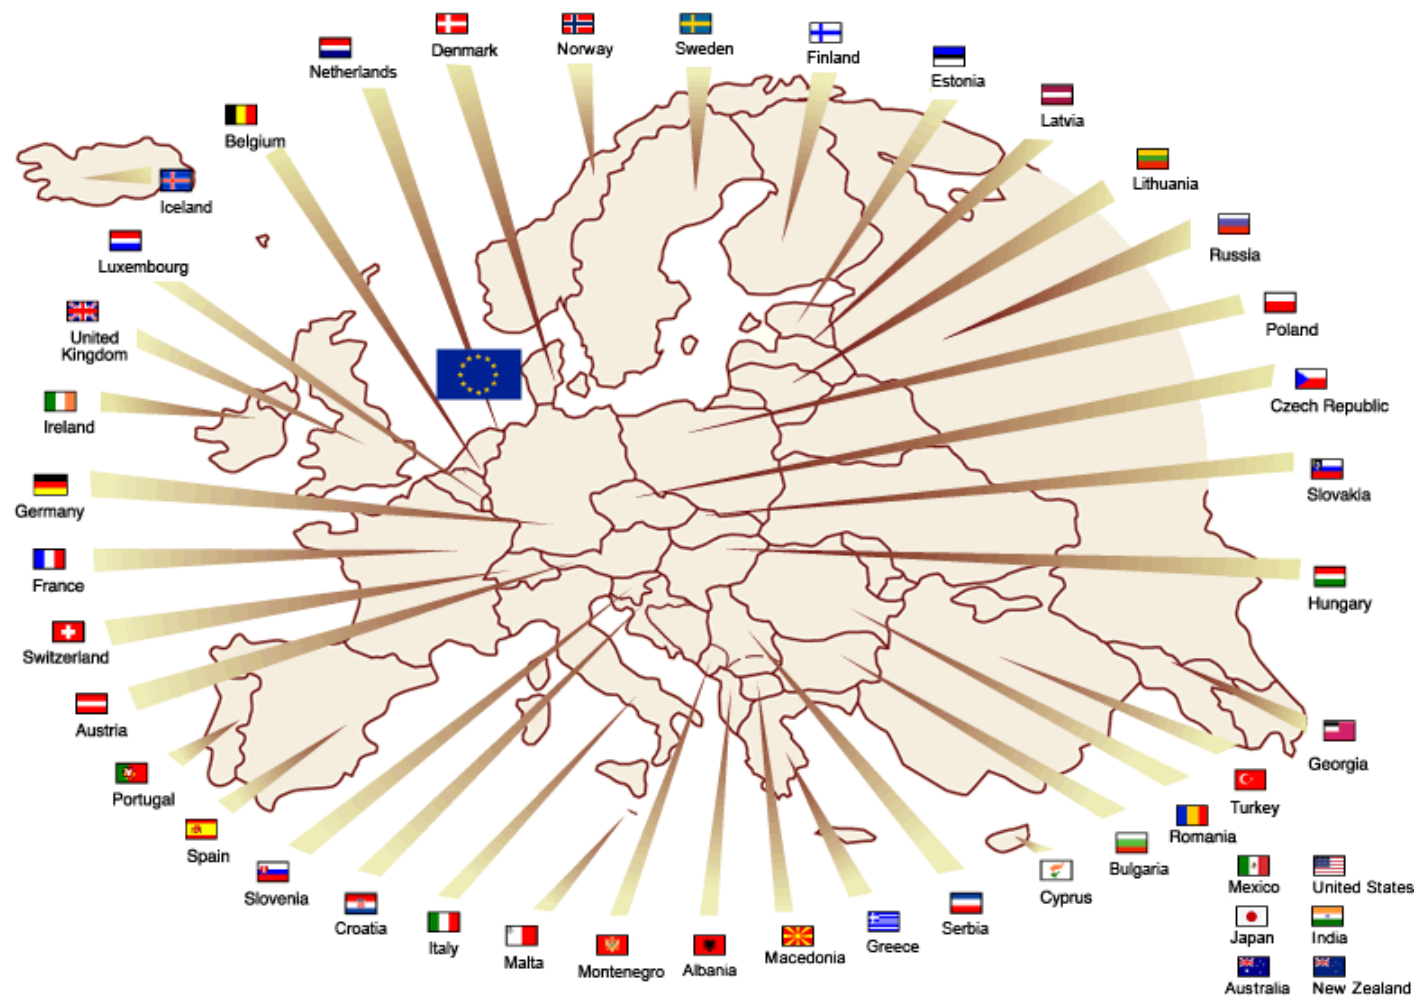 Denmark
Norway
Sweden
Finland
Netherlands
Estonia
Latvia
Belgium
Lithuania
Iceland
Russia
Luxembourg
United
Kingdom
Poland
Ireland
Czech Republic
Germany
Slovakia
France
Hungary
Switzerland
Austria
Georgia
Portugal
Turkey
Spain
Romania
Slovenia
Bulgaria
Cyprus
Croatia
Italy
Malta
Montenegro
Albania
Macedonia
Greece
Serbia
Mexico
United States
Japan
India
Australia
New Zealand